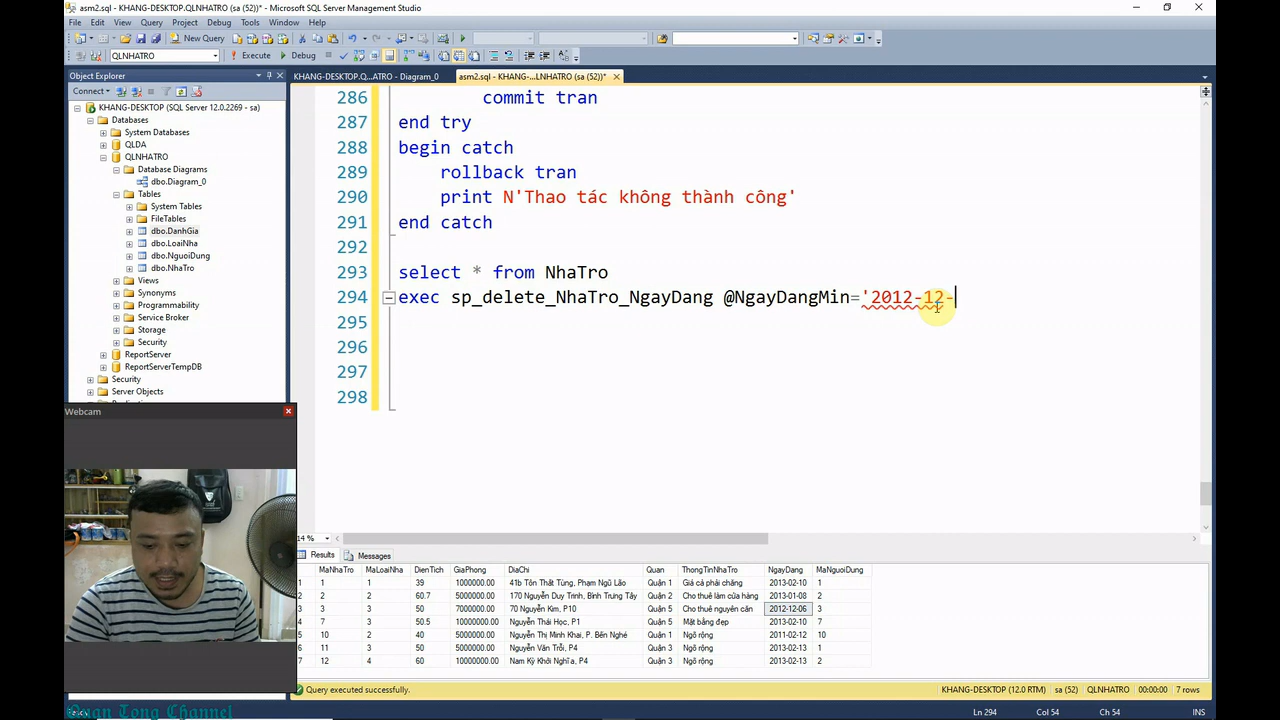 asm2.sql - KHANG-DESKTOP.QLNHATRO (sa (52))* - Microsoft SQL Server Management Studio
File Edit View Query Project Debug Tools Window Help
New Query
QLNHATRO Execute Debug
Object Explorer
KHANG-DESKTOP.Q...ATRO - Diagram_0 asm2.sql - KHANG-...LNHATRO (sa (52))*
Connect
KHANG-DESKTOP (SQL Server 12.0.2269 - sa)
Databases
System Databases
QLDA
QLNHATRO
Database Diagrams
dbo.Diagram_0
Tables
System Tables
FileTables
dbo.DanhGia
dbo.LoaiNha
dbo.NguoiDung
dbo.NhaTro
Views
Synonyms
Programmability
Service Broker
Storage
Security
ReportServer
ReportServerTempDB
Security
Server Objects
286 commit tran
287 end try
288 begin catch
289 rollback tran
290 print N'Thao tác không thành công'
291 end catch
292
293 select * from NhaTro
294 exec sp_delete_NhaTro_NgayDang @NgayDangMin='2012-12-
295
296
297
298
Webcam
14 %
Results Messages
MaNhaTro MaLoaiNha DienTich GiaPhong DiaChi Quan ThongTinNhaTro NgayDang MaNguoiDung
1 1 1 39 1000000.00 41b Tôn Thất Tùng, Phạm Ngũ Lão Quận 1 Giá cả phải chăng 2013-02-10 1
2 2 2 60.7 5000000.00 170 Nguyễn Duy Trinh, Bình Trưng Tây Quận 2 Cho thuê làm cửa hàng 2013-01-08 2
3 3 3 50 7000000.00 70 Nguyễn Kim, P10 Quận 5 Cho thuê nguyên căn 2012-12-06 3
4 7 3 50.5 10000000.00 Nguyễn Thái Học, P1 Quận 5 Mặt bằng đẹp 2013-02-10 7
5 10 2 40 5000000.00 Nguyễn Thị Minh Khai, P. Bến Nghé Quận 1 Ngõ rộng 2011-02-12 10
6 11 3 50 5000000.00 Nguyễn Văn Trỗi, P4 Quận 3 Ngõ rộng 2013-02-13 1
7 12 4 60 10000000.00 Nam Kỳ Khởi Nghĩa, P4 Quận 3 Ngõ rộng 2013-02-13 2
Query executed successfully. KHANG-DESKTOP (12.0 RTM) sa (52) QLNHATRO 00:00:00 7 rows
Ln 294 Col 54 Ch 54 INS
Quan Tong Channel